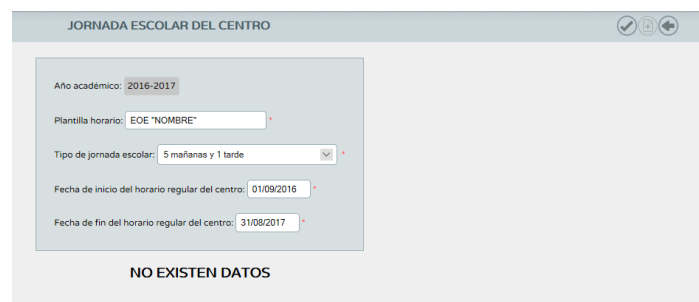 JORNADA ESCOLAR DEL CENTRO
Año académico: 2016-2017
Plantilla horario: EOE "NOMBRE" *
Tipo de jornada escolar: 5 mañanas y 1 tarde *
Fecha de inicio del horario regular del centro: 01/09/2016 *
Fecha de fin del horario regular del centro: 31/08/2017 *
NO EXISTEN DATOS